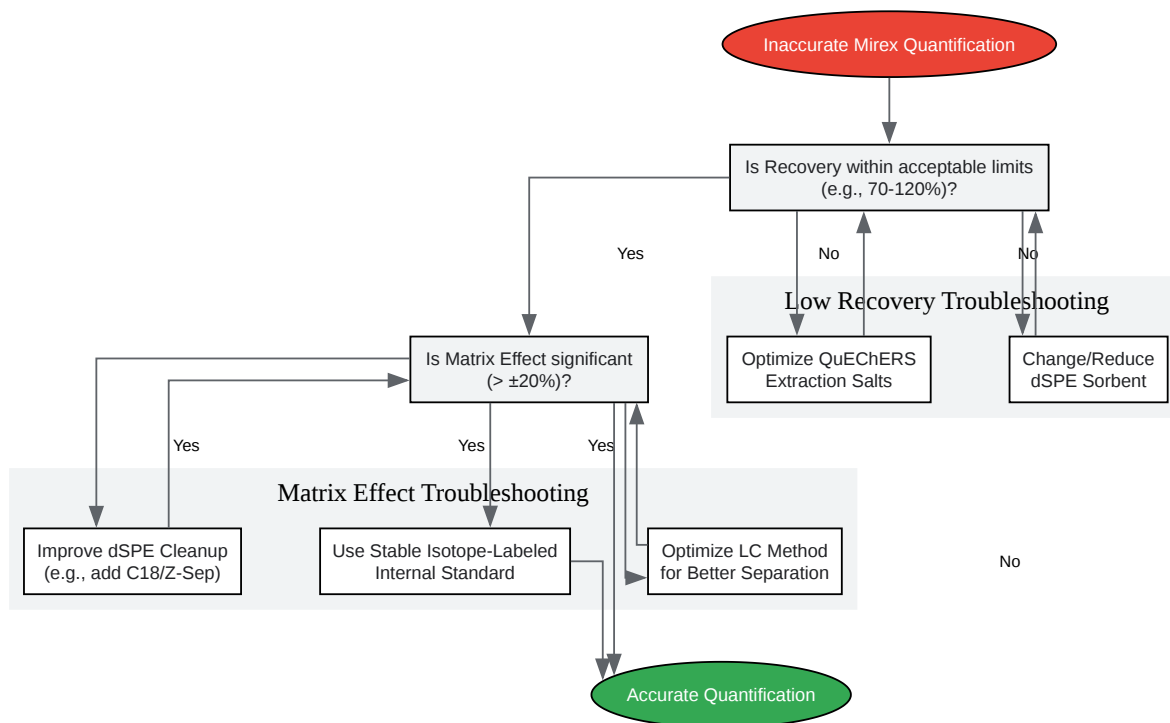 Inaccurate Mirex Quantification
Is Recovery within acceptable limits
(e.g., 70-120%)?
Yes
No
No
Low Recovery Troubleshooting
Optimize QuEChERS
Extraction Salts
Change/Reduce
dSPE Sorbent
Is Matrix Effect significant
(> ±20%)?
Yes
Yes
Yes
Matrix Effect Troubleshooting
Improve dSPE Cleanup
(e.g., add C18/Z-Sep)
Use Stable Isotope-Labeled
Internal Standard
Optimize LC Method
for Better Separation
No
Accurate Quantification